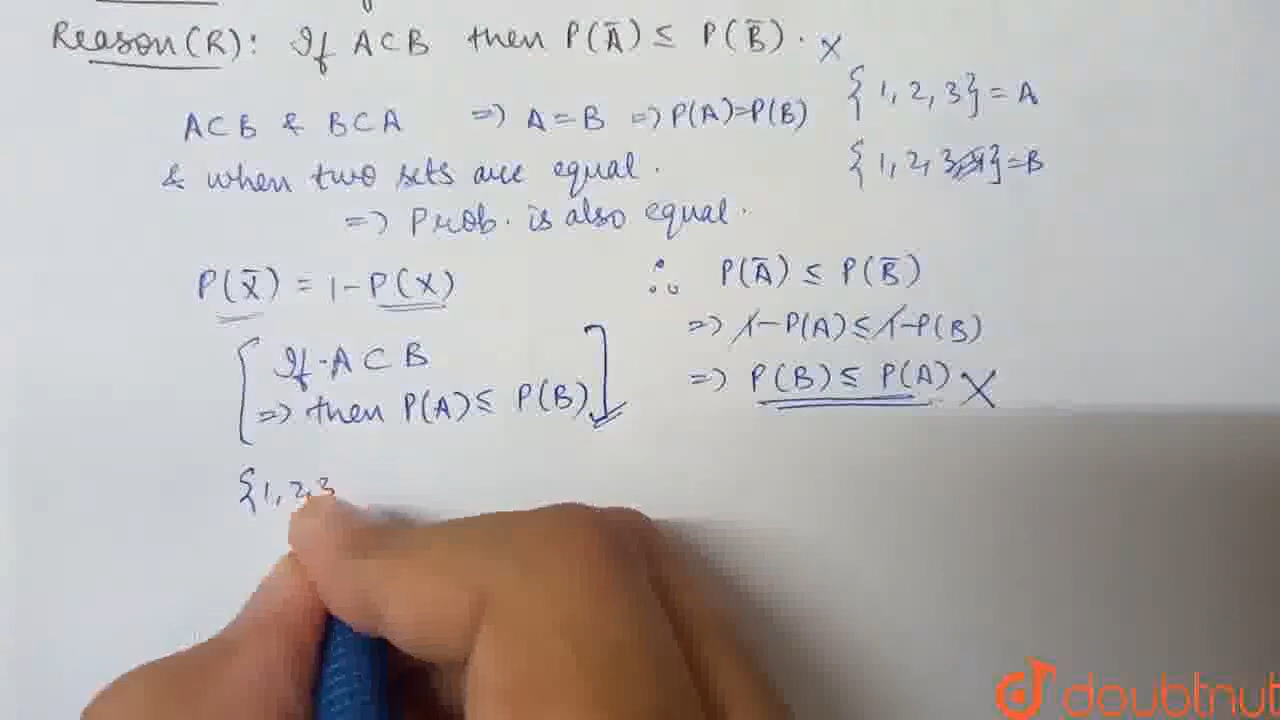 Reason(R): If A⊂B then P(Ā) ≤ P(B̄). X
{1, 2, 3} = A
A⊂B & B⊂A => A=B => P(A)=P(B)
{1, 2, 3} = B
& when two sets are equal.
=> Prob. is also equal.
P(X̄) = 1-P(X)
[If A⊂B
=> then P(A) ≤ P(B)]
∴ P(Ā) ≤ P(B̄)
=> 1-P(A) ≤ 1-P(B)
=> P(B) ≤ P(A) X
{1, 2, 3
doubtnut